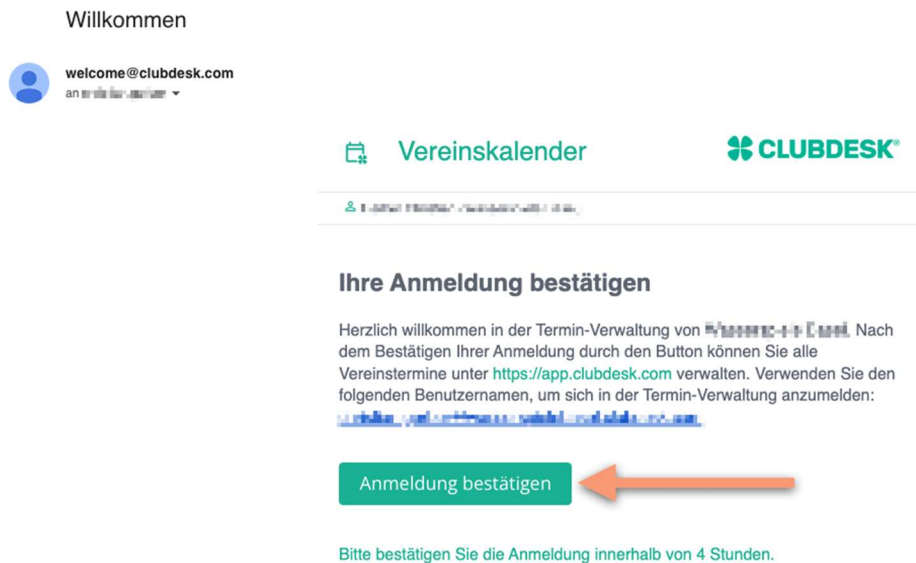 Willkommen
welcome@clubdesk.com
an
Vereinskalender
CLUBDESK®
Ihre Anmeldung bestätigen
Herzlich willkommen in der Termin-Verwaltung von Nach
dem Bestätigen Ihrer Anmeldung durch den Button können Sie alle
Vereinstermine unter https://app.clubdesk.com verwalten. Verwenden Sie den
folgenden Benutzernamen, um sich in der Termin-Verwaltung anzumelden:
Anmeldung bestätigen
Bitte bestätigen Sie die Anmeldung innerhalb von 4 Stunden.